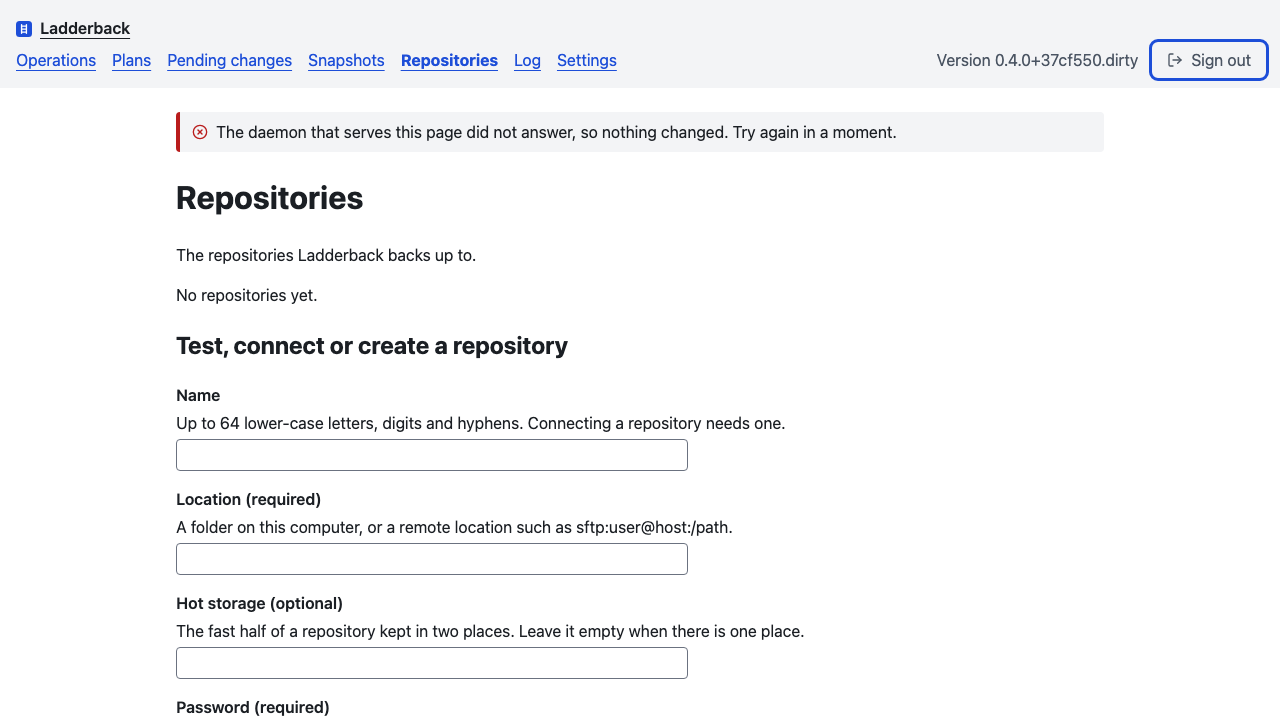 Ladderback
Operations Plans Pending changes Snapshots Repositories Log Settings
Version 0.4.0+37cf550.dirty Sign out
The daemon that serves this page did not answer, so nothing changed. Try again in a moment.
Repositories
The repositories Ladderback backs up to.
No repositories yet.
Test, connect or create a repository
Name
Up to 64 lower-case letters, digits and hyphens. Connecting a repository needs one.
Location (required)
A folder on this computer, or a remote location such as sftp:user@host:/path.
Hot storage (optional)
The fast half of a repository kept in two places. Leave it empty when there is one place.
Password (required)